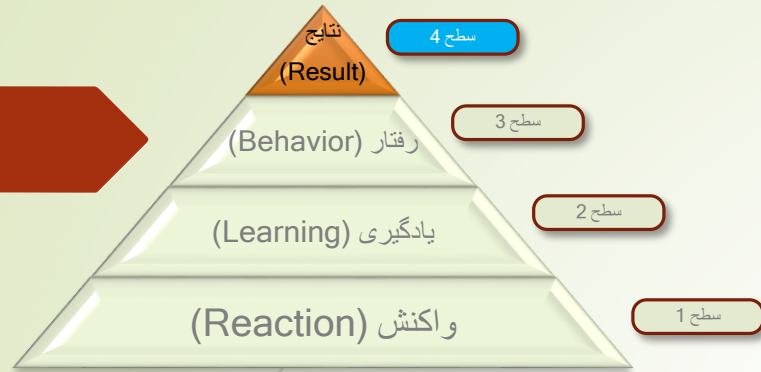 نتایج
(Result)
سطح 4
رفتار (Behavior)
سطح 3
یادگیری (Learning)
سطح 2
واکنش (Reaction)
سطح 1